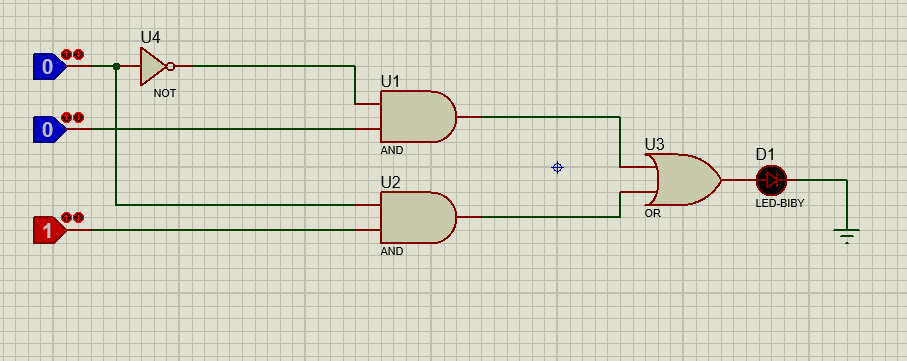 U4
0
NOT
U1
0
AND
U3
D1
U2
LED-BIBY
OR
1
AND